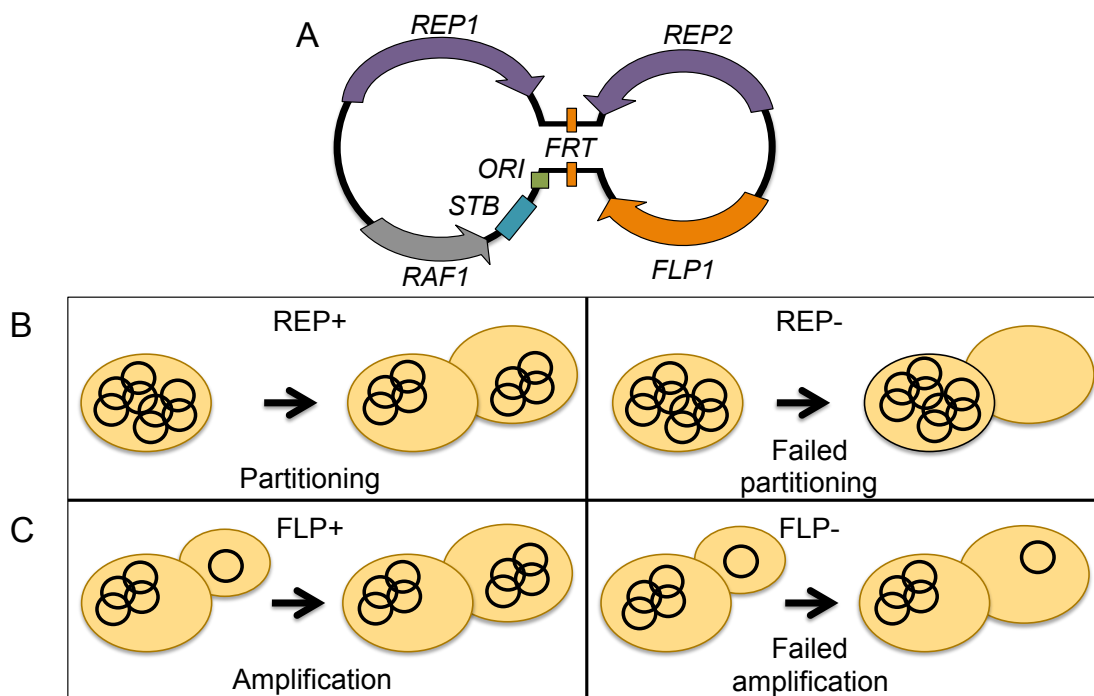 A
REP1
REP2
FRT
ORI
STB
RAF1
FLP1
B
REP+
REP-
Partitioning
Failed
partitioning
C
FLP+
FLP-
Amplification
Failed
amplification